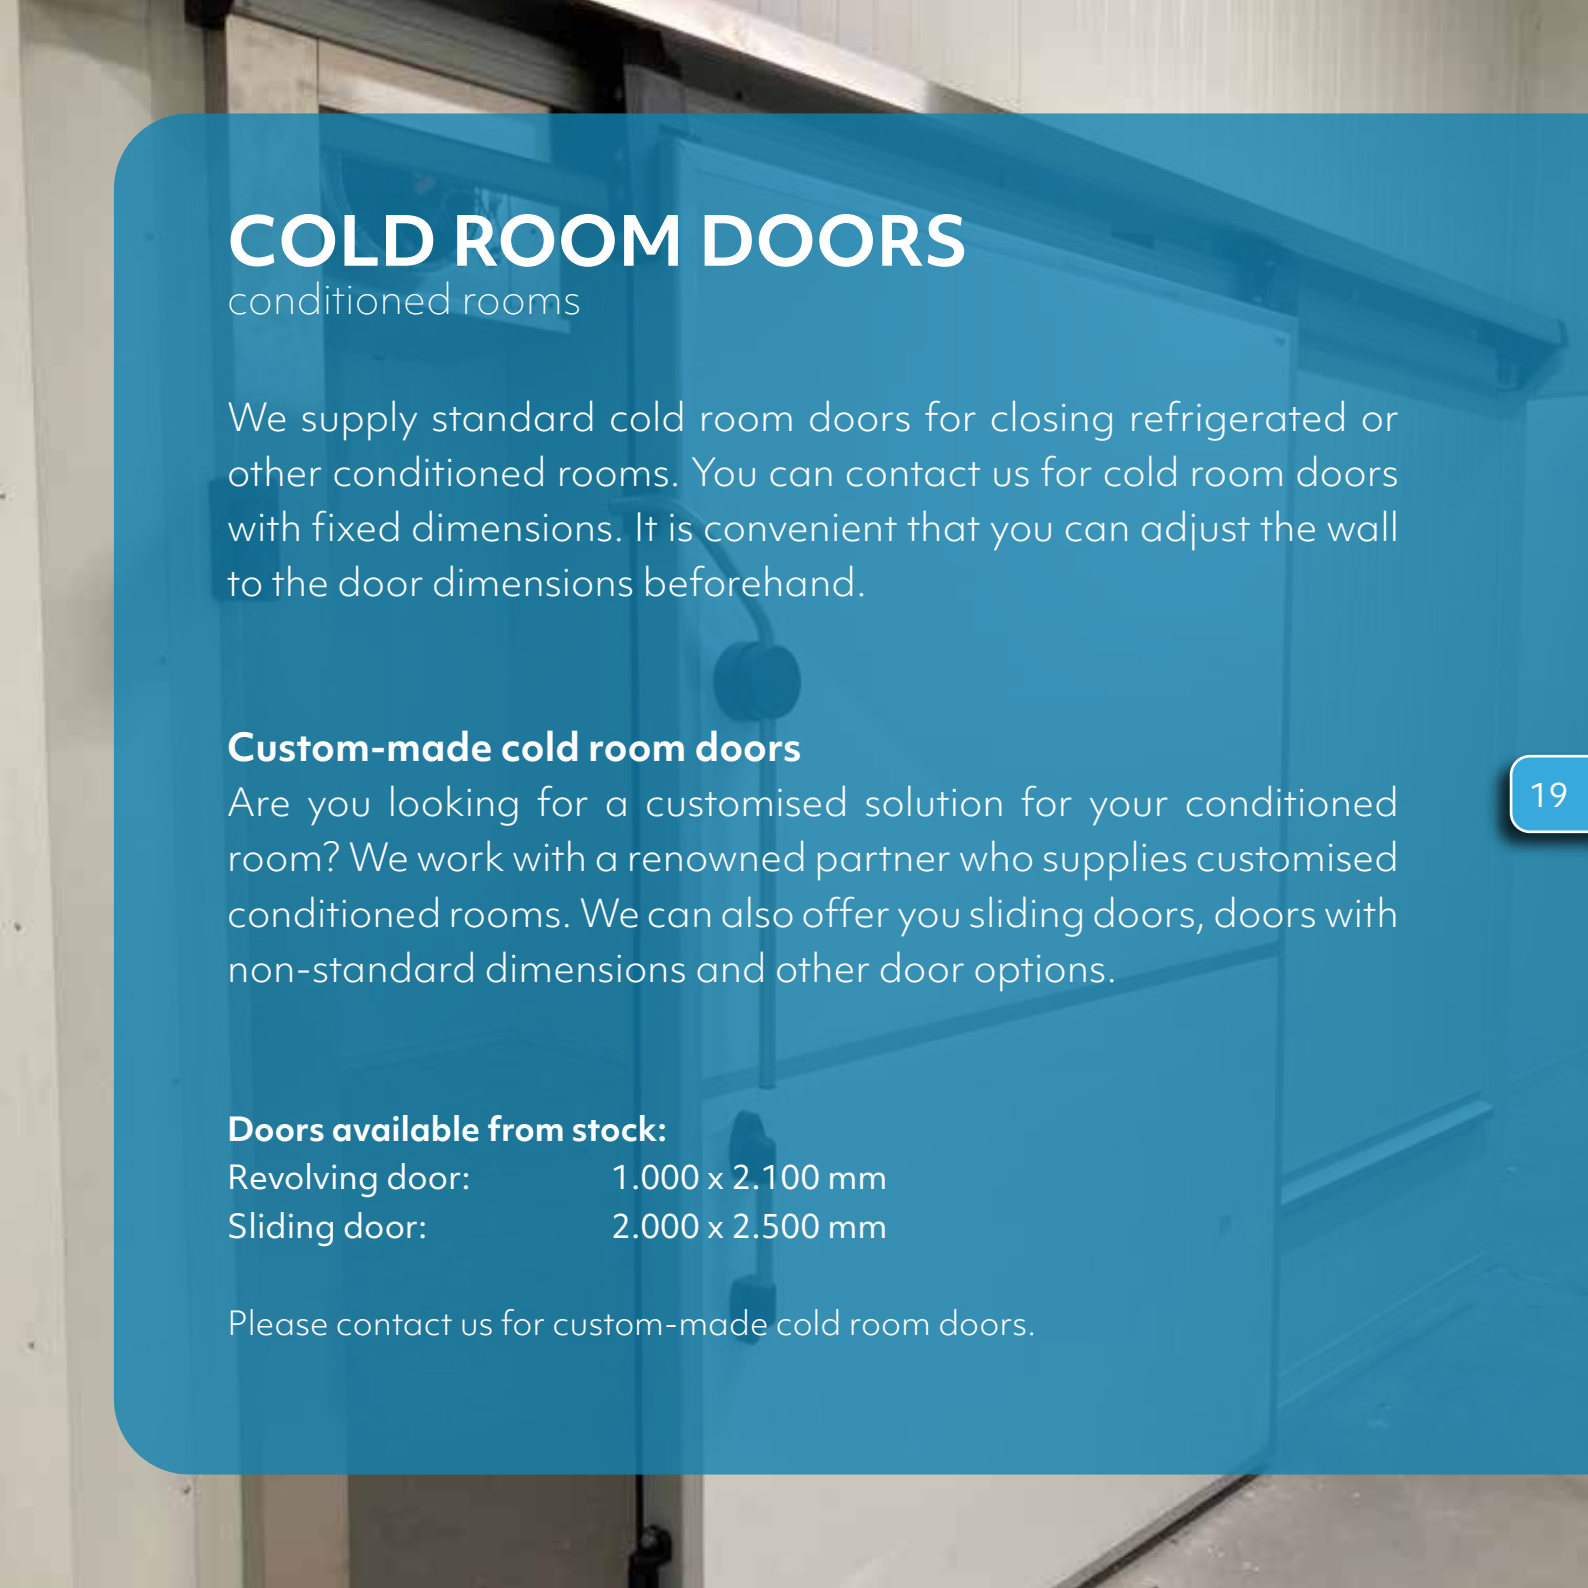 COLD ROOM DOORS
conditioned rooms
We supply standard cold room doors for closing refrigerated or
other conditioned rooms. You can contact us for cold room doors
with fixed dimensions. It is convenient that you can adjust the wall
to the door dimensions beforehand.
Custom-made cold room doors
Are you looking for a customised solution for your conditioned
room? We work with a renowned partner who supplies customised
conditioned rooms. We can also offer you sliding doors, doors with
non-standard dimensions and other door options.
19
Doors available from stock:
Revolving door: 1.000 x 2.100 mm
Sliding door: 2.000 x 2.500 mm
Please contact us for custom-made cold room doors.